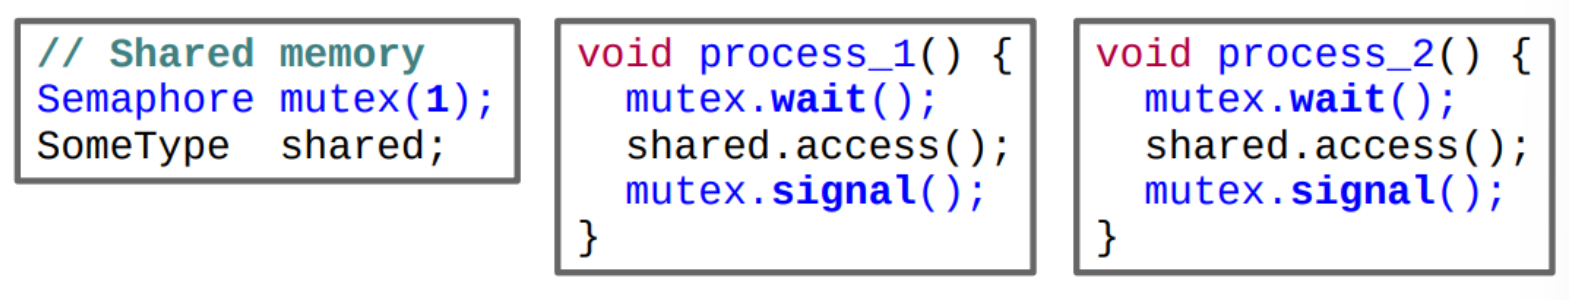 // Shared memory
Semaphore mutex(1);
SomeType  shared;
void process_1() {
  mutex.wait();
  shared.access();
  mutex.signal();
}
void process_2() {
  mutex.wait();
  shared.access();
  mutex.signal();
}